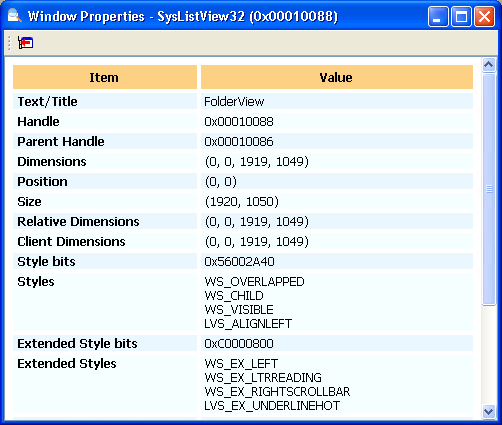 Window Properties - SysListView32 (0x00010088)
Item Value
Text/Title FolderView
Handle 0x00010088
Parent Handle 0x00010086
Dimensions (0, 0, 1919, 1049)
Position (0, 0)
Size (1920, 1050)
Relative Dimensions (0, 0, 1919, 1049)
Client Dimensions (0, 0, 1919, 1049)
Style bits 0x56002A40
Styles WS_OVERLAPPED
WS_CHILD
WS_VISIBLE
LVS_ALIGNLEFT
Extended Style bits 0xC0000800
Extended Styles WS_EX_LEFT
WS_EX_LTRREADING
WS_EX_RIGHTSCROLLBAR
LVS_EX_UNDERLINEHOT